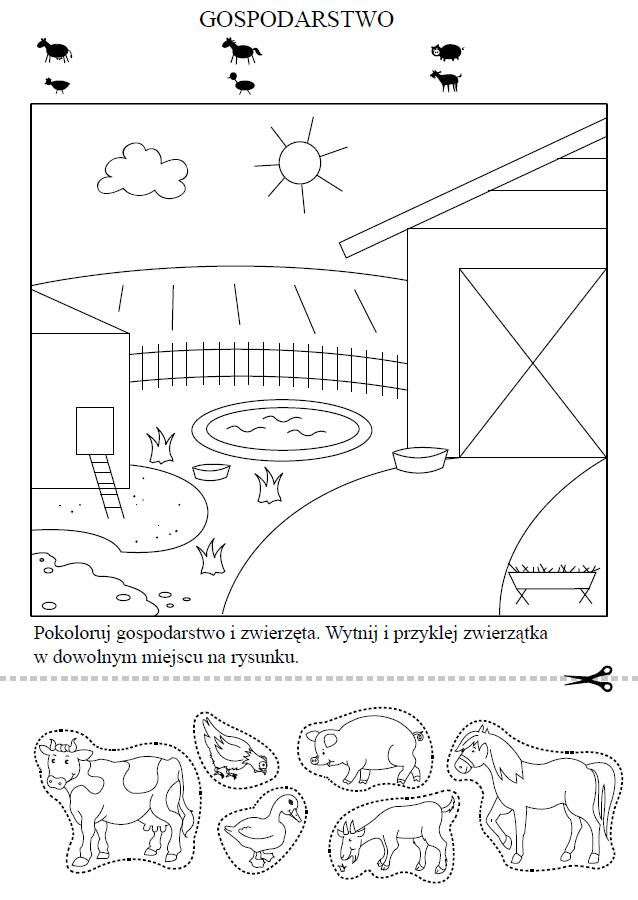 GOSPODARSTWO
Pokoloruj gospodarstwo i zwierzęta. Wytnij i przyklej zwierzątka
w dowolnym miejscu na rysunku.